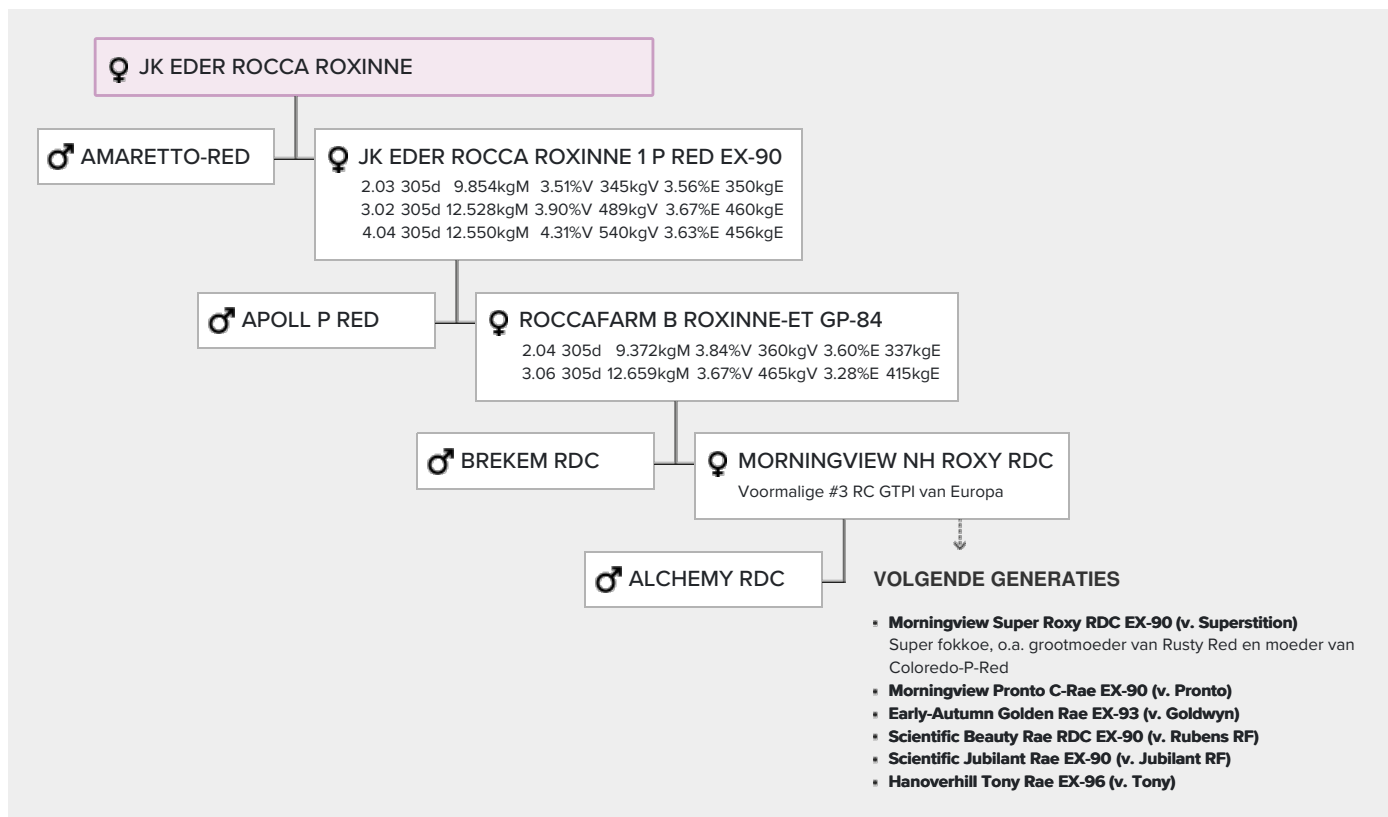 JK EDER ROCCA ROXINNE
AMARETTO-RED
JK EDER ROCCA ROXINNE 1 P RED EX-90
2.03 305d 9.854kgM 3.51%V 345kgV 3.56%E 350kgE
3.02 305d 12.528kgM 3.90%V 489kgV 3.67%E 460kgE
4.04 305d 12.550kgM 4.31%V 540kgV 3.63%E 456kgE
APOLL P RED
ROCCAFARM B ROXINNE-ET GP-84
2.04 305d 9.372kgM 3.84%V 360kgV 3.60%E 337kgE
3.06 305d 12.659kgM 3.67%V 465kgV 3.28%E 415kgE
BREKEM RDC
MORNINGVIEW NH ROXY RDC
Voormalige #3 RC GTPI van Europa
ALCHEMY RDC
VOLGENDE GENERATIES
Morningview Super Roxy RDC EX-90 (v. Superstition)
Super fokkoe, o.a. grootmoeder van Rusty Red en moeder van
Coloredo-P-Red
Morningview Pronto C-Rae EX-90 (v. Pronto)
Early-Autumn Golden Rae EX-93 (v. Goldwyn)
Scientific Beauty Rae RDC EX-90 (v. Rubens RF)
Scientific Jubilant Rae EX-90 (v. Jubilant RF)
Hanoverhill Tony Rae EX-96 (v. Tony)